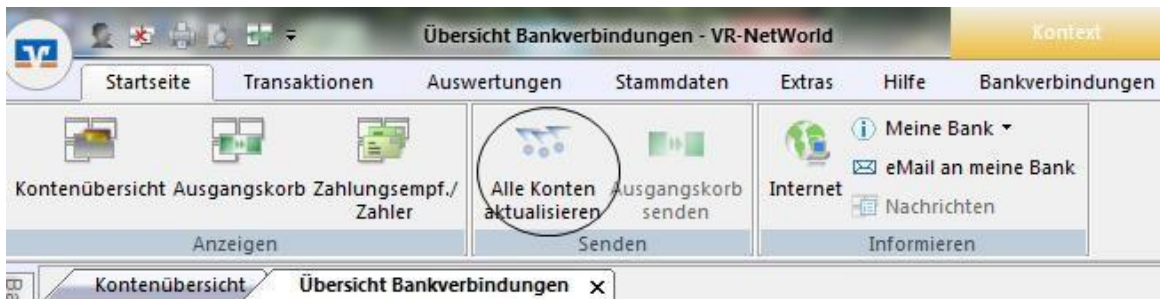 Übersicht Bankverbindungen - VR-NetWorld
Kontext
Startseite Transaktionen Auswertungen Stammdaten Extras Hilfe Bankverbindungen
Kontenübersicht
Ausgangskorb
Zahlungsempf./
Zahler
Anzeigen
Alle Konten
aktualisieren
Ausgangskorb
senden
Senden
Internet
Meine Bank
eMail an meine Bank
Nachrichten
Informieren
Kontenübersicht
Übersicht Bankverbindungen x